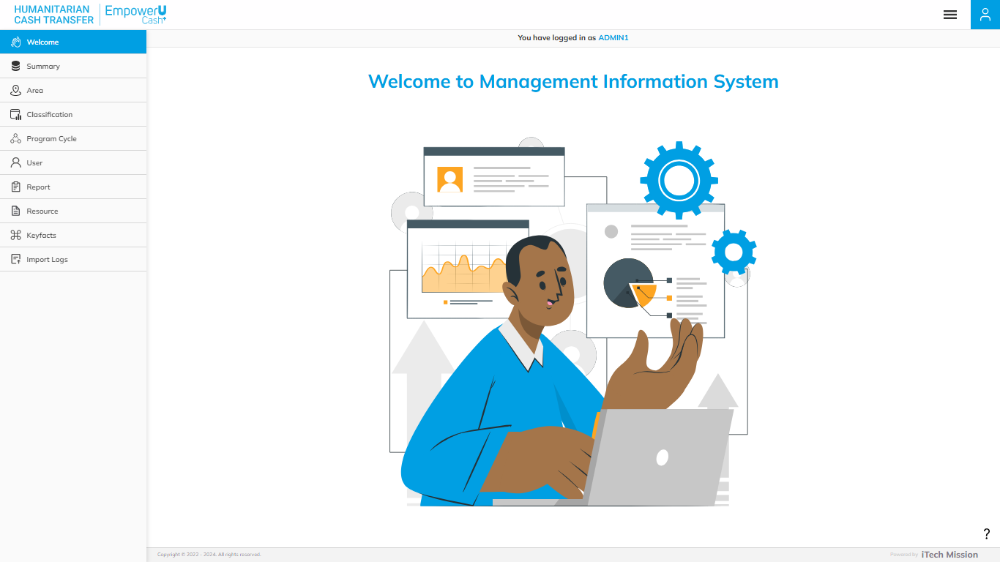 HUMANITARIAN
CASH TRANSFER
EmpowerU
Cash+
You have logged in as ADMIN1
Welcome
Summary
Area
Classification
Program Cycle
User
Report
Resource
Keyfacts
Import Logs
Welcome to Management Information System
?
Copyright © 2022 - 2024. All rights reserved.
Powered by iTech Mission